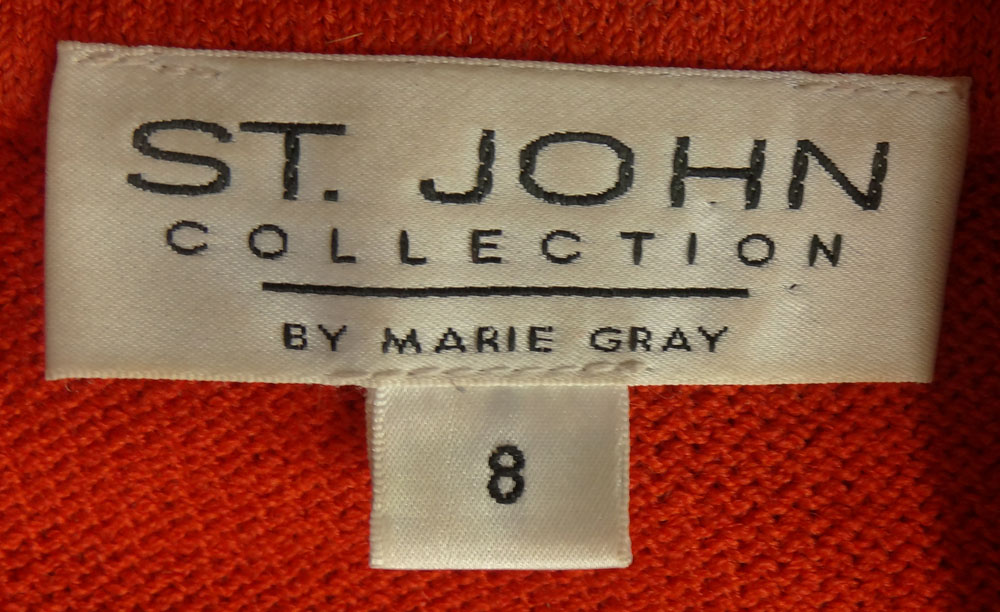 ST. JOHN
COLLECTION
BY MARIE GRAY
8